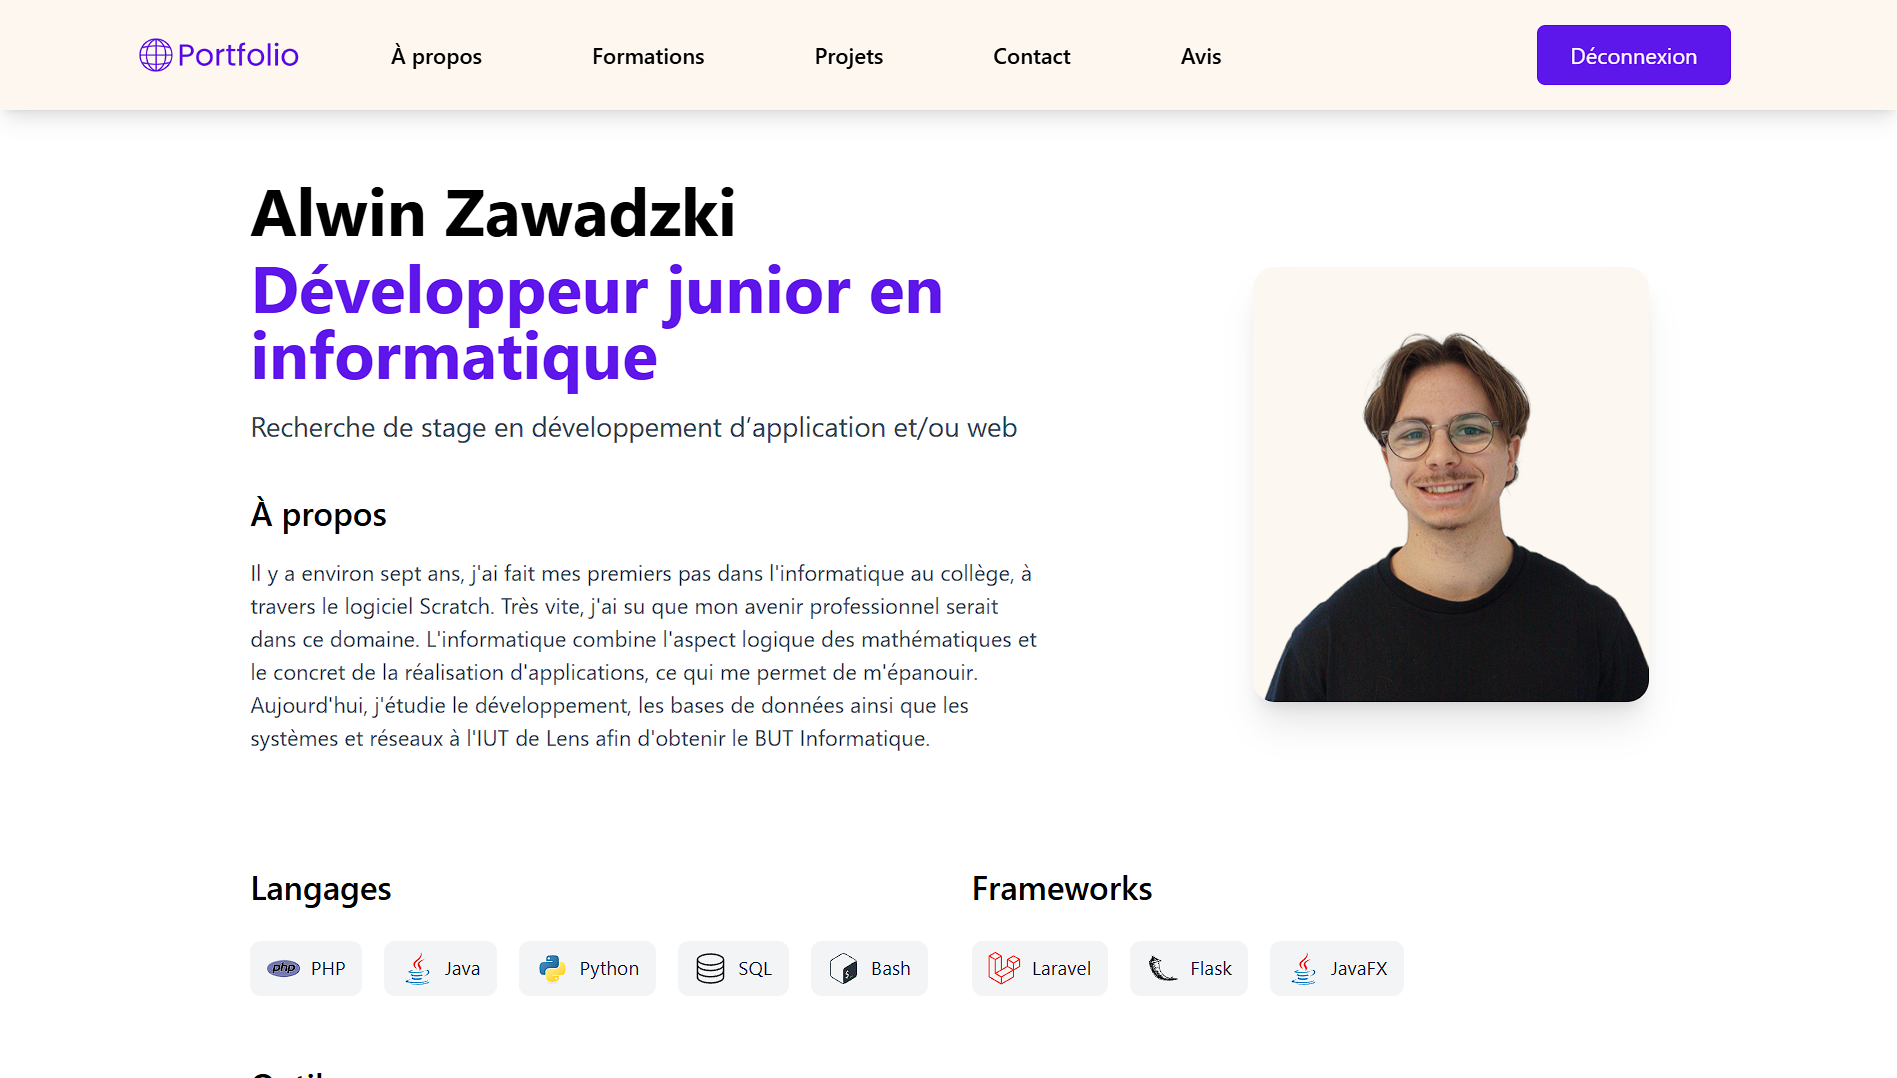 Portfolio
À propos
Formations
Projets
Contact
Avis
Déconnexion
Alwin Zawadzki
Développeur junior en
informatique
Recherche de stage en développement d’application et/ou web
À propos
Il y a environ sept ans, j'ai fait mes premiers pas dans l'informatique au collège, à
travers le logiciel Scratch. Très vite, j'ai su que mon avenir professionnel serait
dans ce domaine. L'informatique combine l'aspect logique des mathématiques et
le concret de la réalisation d'applications, ce qui me permet de m'épanouir.
Aujourd'hui, j'étudie le développement, les bases de données ainsi que les
systèmes et réseaux à l'IUT de Lens afin d'obtenir le BUT Informatique.
Langages
php PHP
Java
Python
SQL
$ Bash
Frameworks
Laravel
Flask
JavaFX